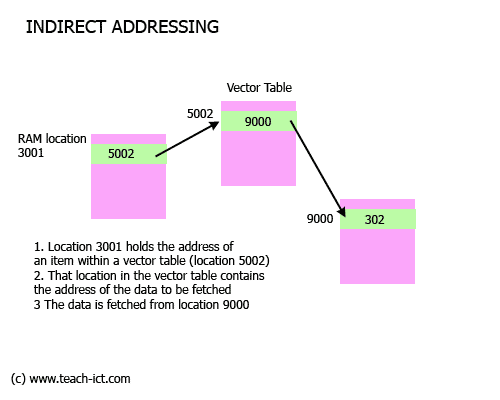 INDIRECT ADDRESSING
Vector Table
5002
9000
RAM location
3001
5002
9000
302
1. Location 3001 holds the address of
an item within a vector table (location 5002)
2. That location in the vector table contains
the address of the data to be fetched
3 The data is fetched from location 9000
(c) www.teach-ict.com